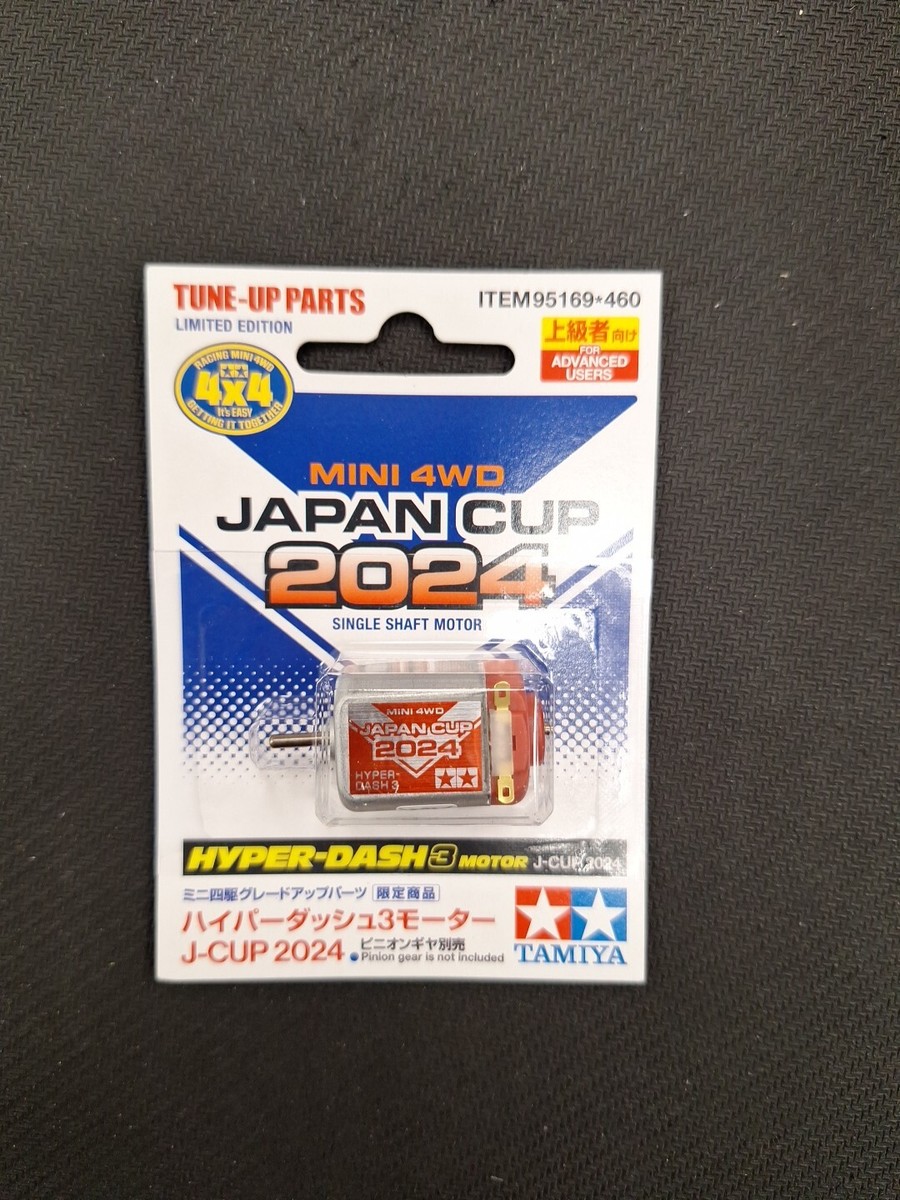 TUNE-UP PARTS
ITEM95169*460
LIMITED EDITION
上級者向け
FOR
ADVANCED
USERS
RACING MINI 4WD
4x4
It's EASY
GETTING IT TOGETHER
MINI 4WD
JAPAN CUP
2024
SINGLE SHAFT MOTOR
MINI 4WD
JAPAN CUP
2024
HYPER-
DASH 3
HYPER-DASH3 MOTOR J-CUP 2024
ミニ四駆グレードアップパーツ 限定商品
ハイパーダッシュ3モーター
J-CUP 2024
ピニオンギヤ別売
●Pinion gear is not included
TAMIYA